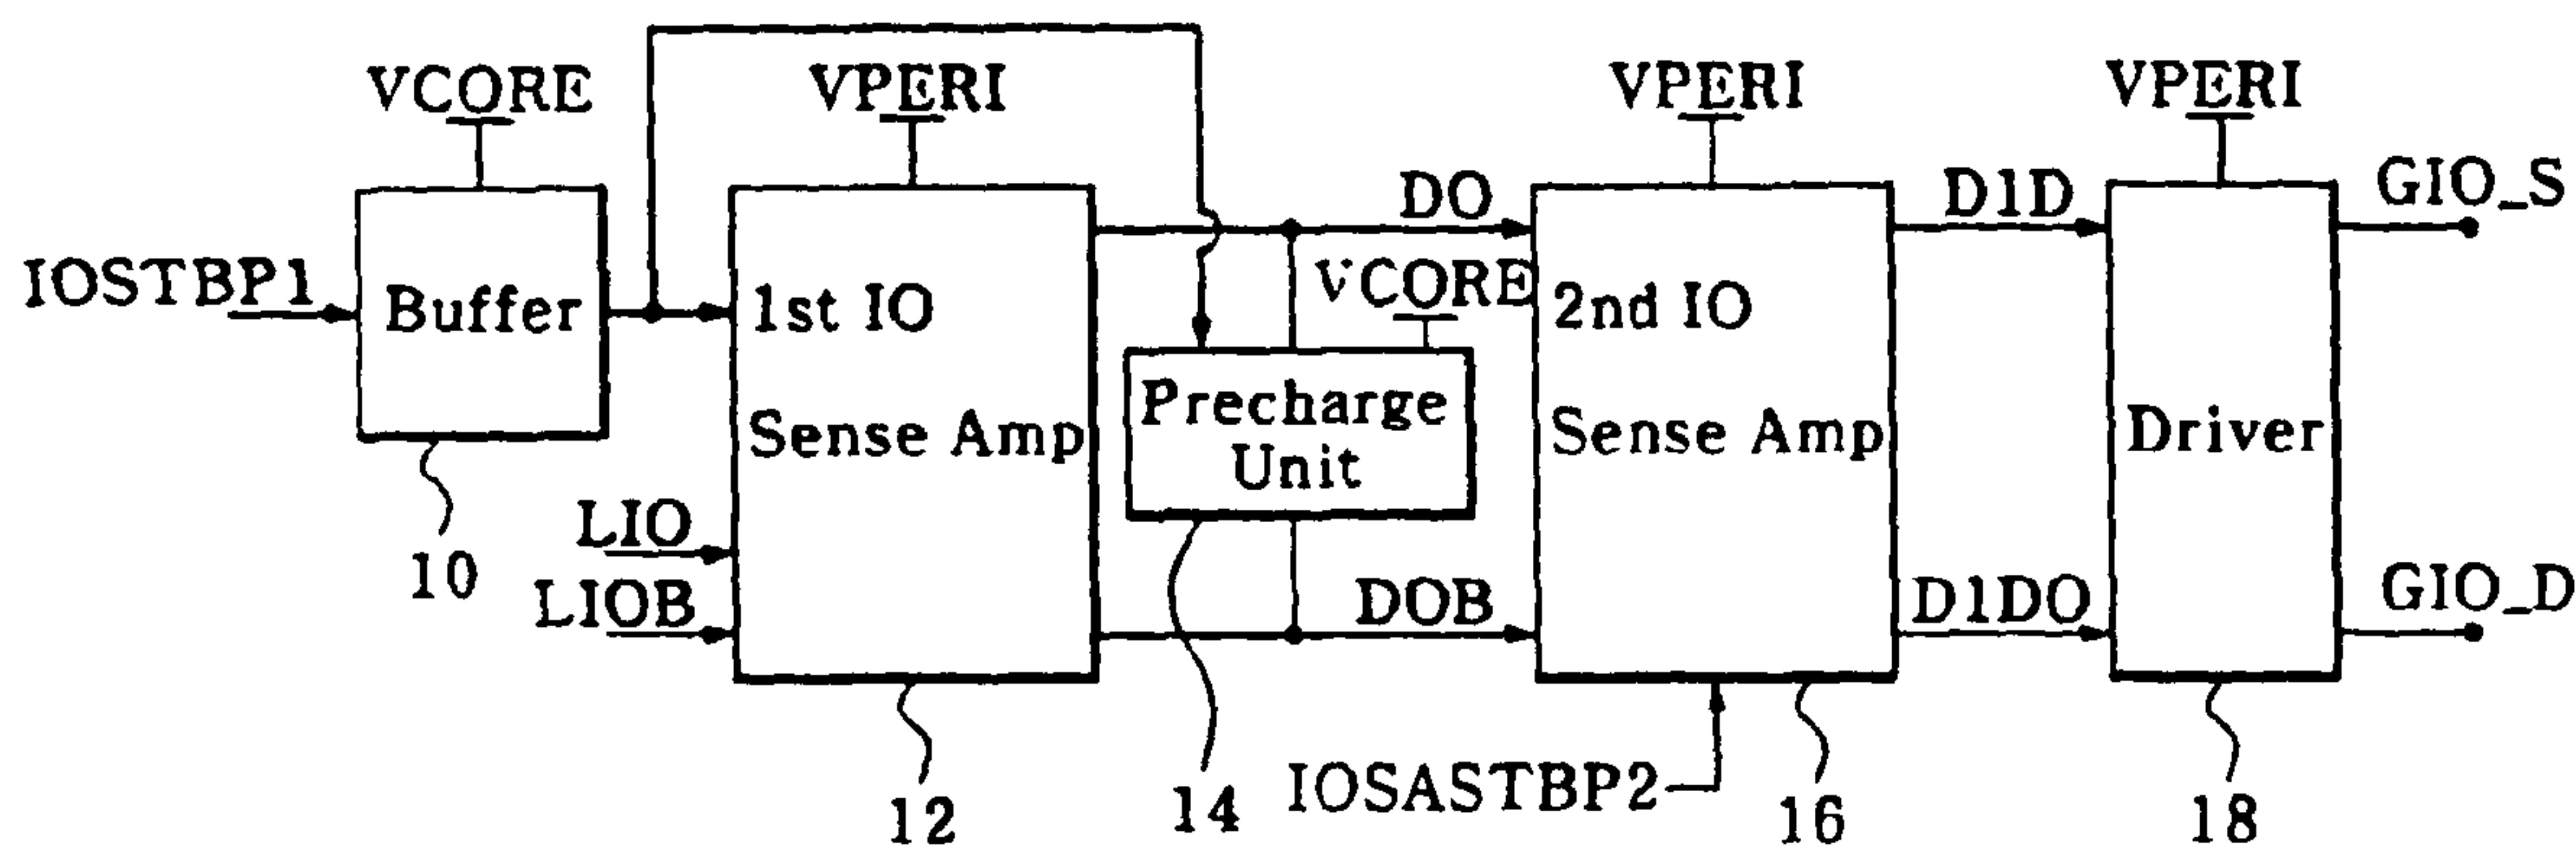 VCORE
VPERI
VPERI
VPERI
IOSTBP1
Buffer
1st IO
Sense Amp
DO
VCORE
Precharge
Unit
2nd IO
Sense Amp
D1D
Driver
GIO_S
LIO
LIOB
DOB
D1DO
GIO_D
10
12
14
IOSASTBP2
16
18